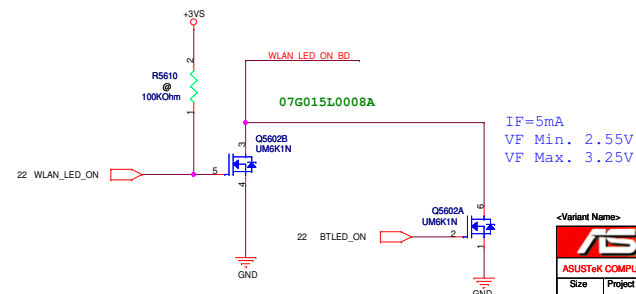 +3VS
2
R5610
@
100KOhm
1
WLAN_LED_ON_BD
07G015L0008A
IF=5mA
VF Min. 2.55V
VF Max. 3.25V
3
Q5602B
UM6K1N
22 WLAN_LED_ON
5
4
6
Q5602A
UM6K1N
22 BTLED_ON
2
1
GND
GND
<Variant Name>
ASUSTeK COMPU
Size Project